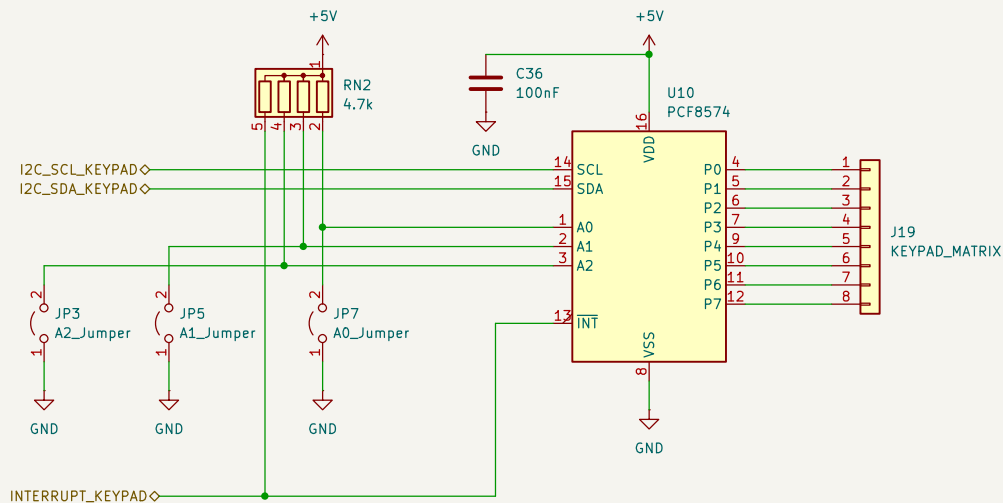 +5V
+5V
1
RN2
4.7k
5
4
3
2
C36
100nF
GND
U10
PCF8574
16
VDD
I2C_SCL_KEYPAD
14
SCL
P0
4
1
I2C_SDA_KEYPAD
15
SDA
P1
5
2
P2
6
3
1
A0
P3
7
4
2
A1
P4
9
5
3
A2
P5
10
6
P6
11
7
P7
12
8
J19
KEYPAD_MATRIX
13
INT
VSS
8
GND
2
JP3
A2_Jumper
1
GND
2
JP5
A1_Jumper
1
GND
2
JP7
A0_Jumper
1
GND
INTERRUPT_KEYPAD